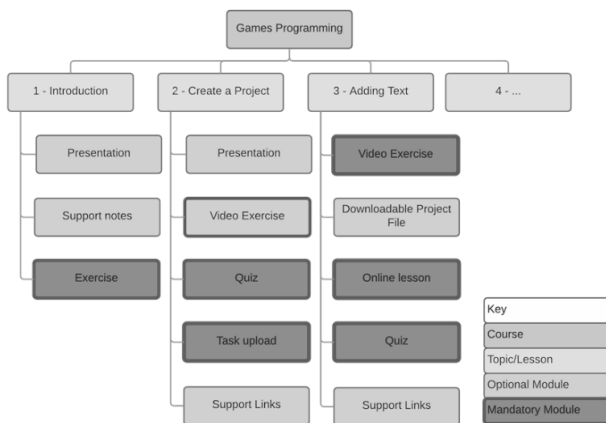 Games Programming
1 - Introduction
2 - Create a Project
3 - Adding Text
4 - ...
Presentation
Presentation
Video Exercise
Support notes
Video Exercise
Downloadable Project
File
Exercise
Quiz
Online lesson
Task upload
Quiz
Support Links
Support Links
Key
Course
Topic/Lesson
Optional Module
Mandatory Module